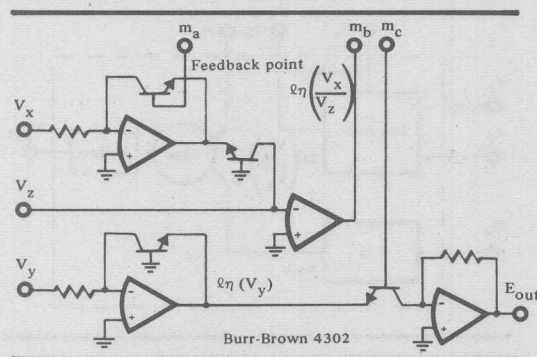 m_a
m_b
m_c
Feedback point
ℓη (V_x / V_z)
V_x
-
+
V_z
-
+
V_y
ℓη (V_y)
-
+
-
+
E_out
Burr-Brown 4302